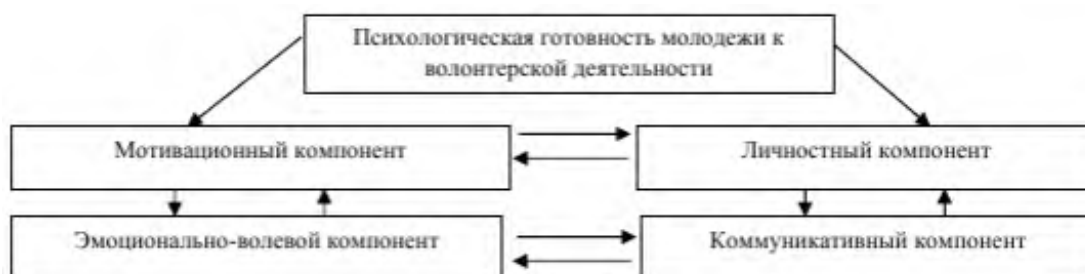 Психологическая готовность молодежи к
волонтерской деятельности
Мотивационный компонент
Личностный компонент
Эмоционально-волевой компонент
Коммуникативный компонент